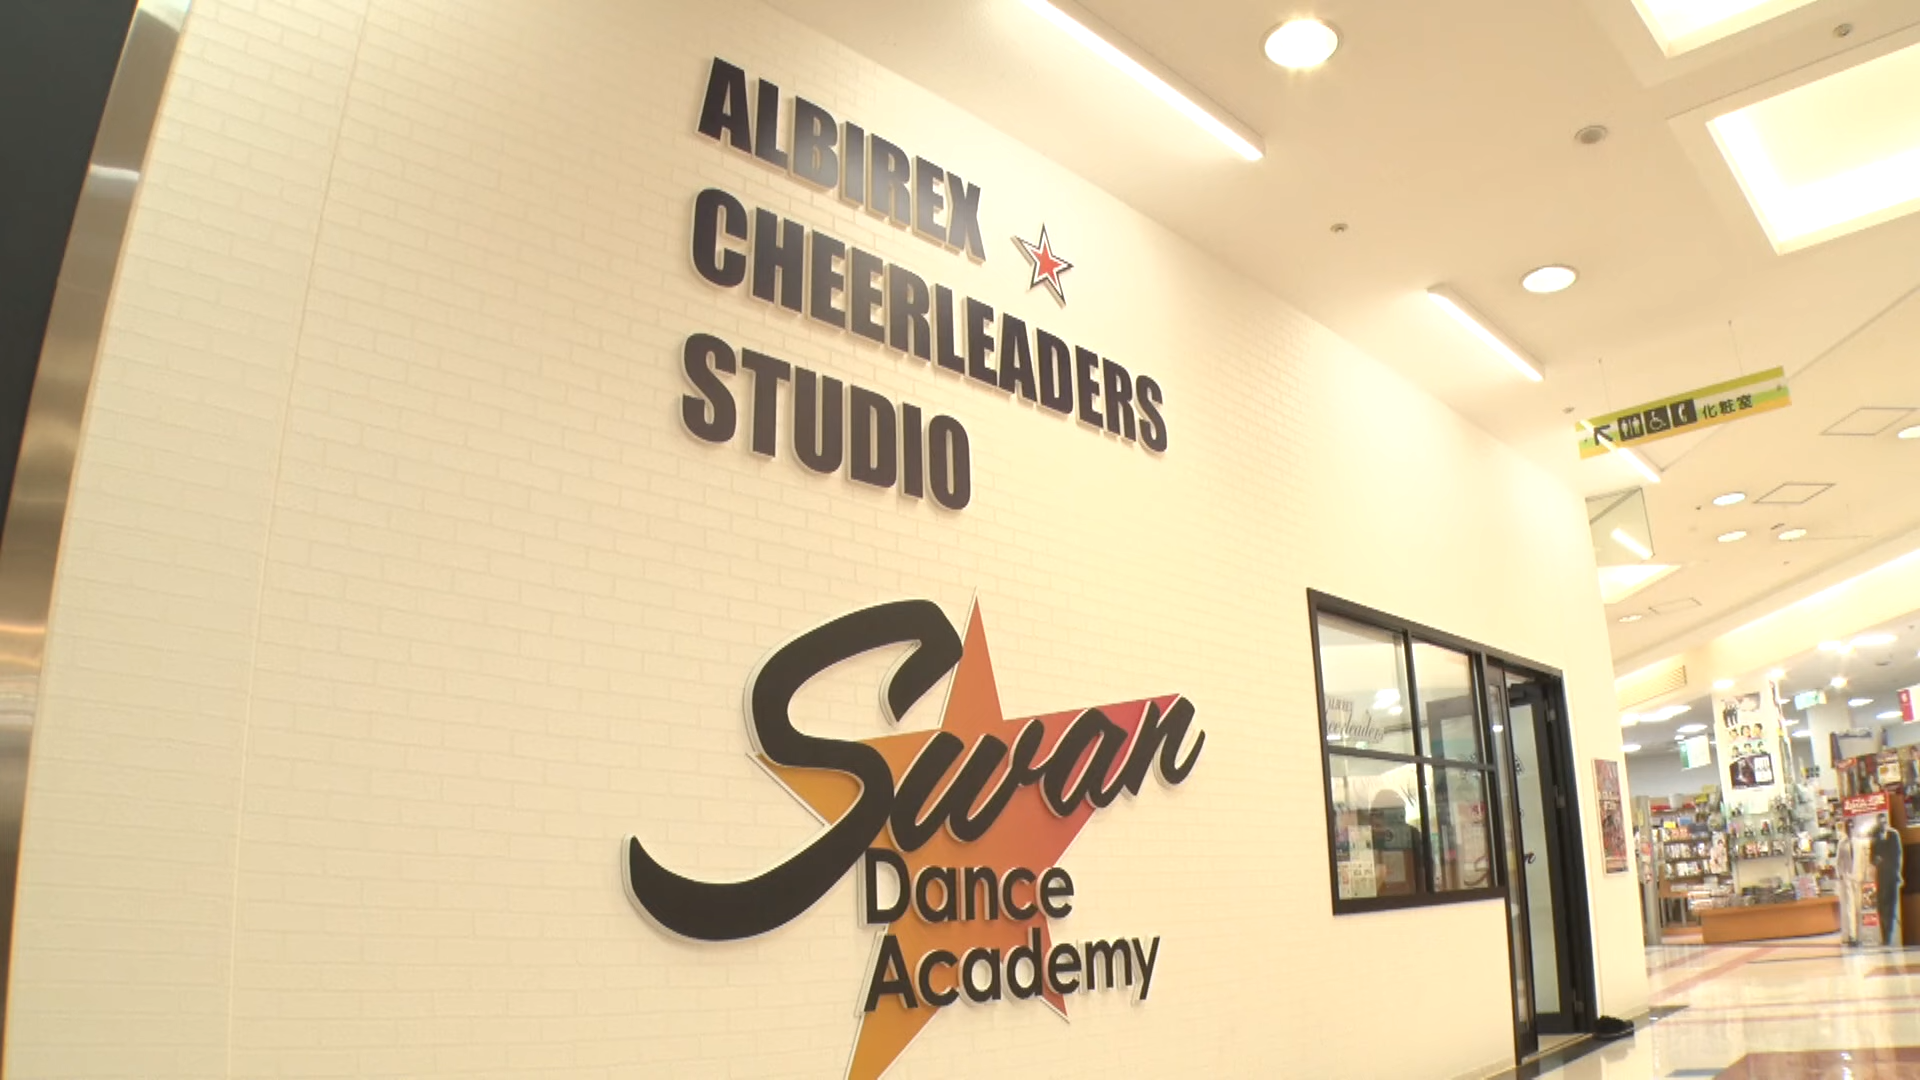 ALBIREX
CHEERLEADERS
STUDIO
Swan
Dance
Academy
化粧室